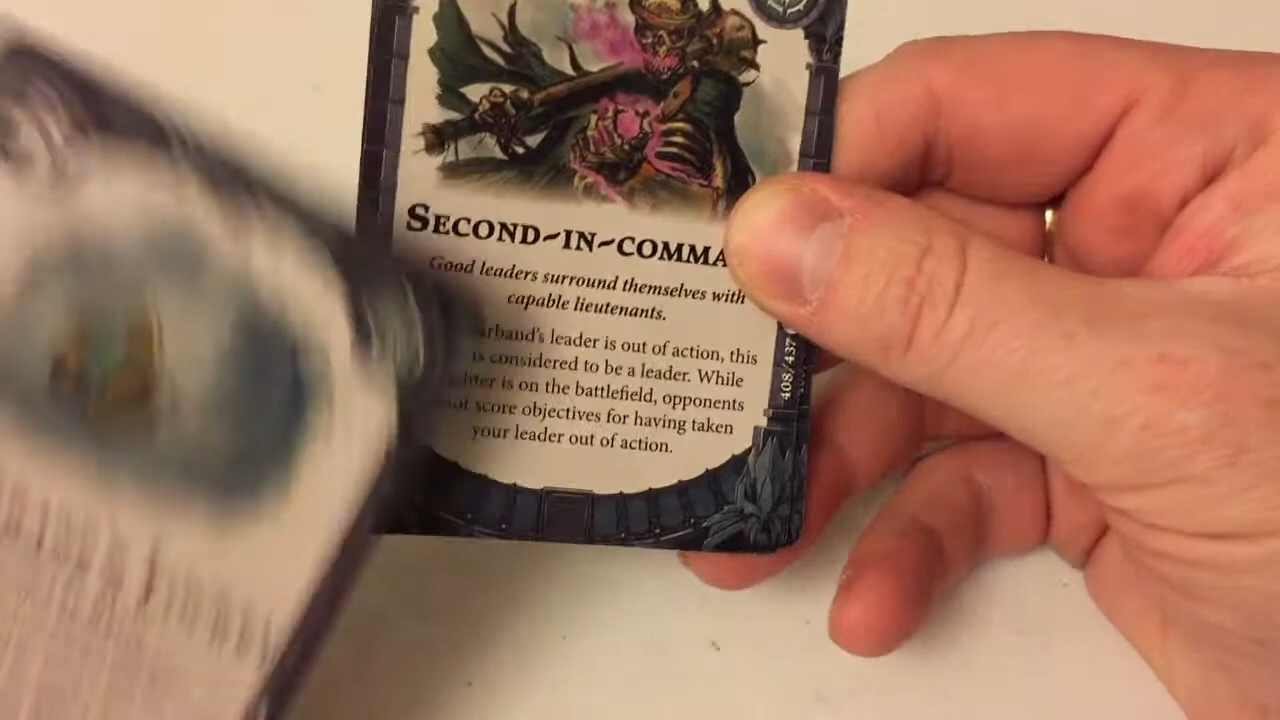 SECOND-IN-COMMA
Good leaders surround themselves with
capable lieutenants.
arband's leader is out of action, this
is considered to be a leader. While
is on the battlefield, opponents
score objectives for having taken
your leader out of action.
408/437